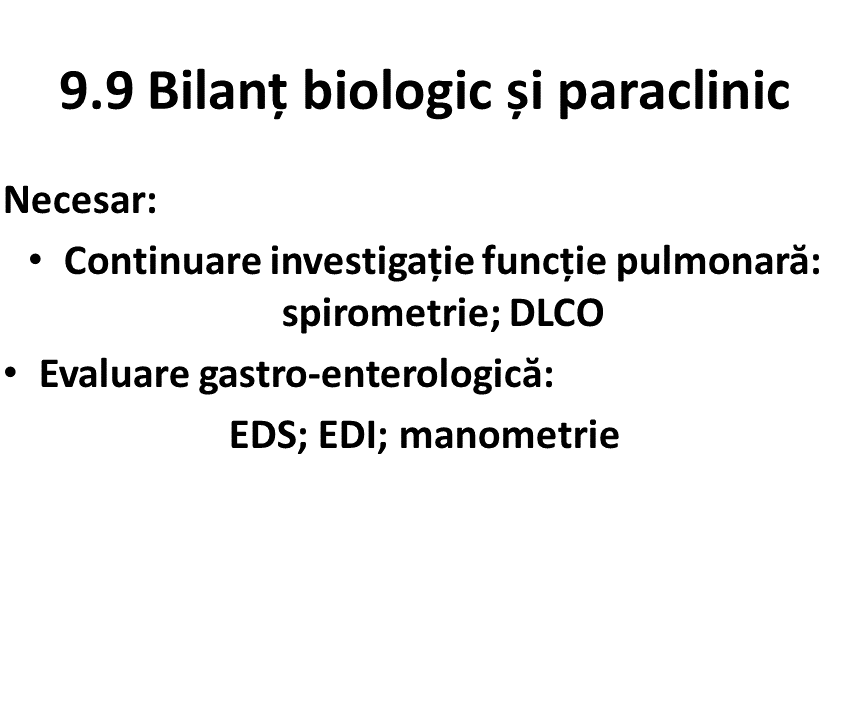 9.9 Bilanț biologic și paraclinic
Necesar:
• Continuare investigație funcție pulmonară:
spirometrie; DLCO
• Evaluare gastro-enterologică:
EDS; EDI; manometrie